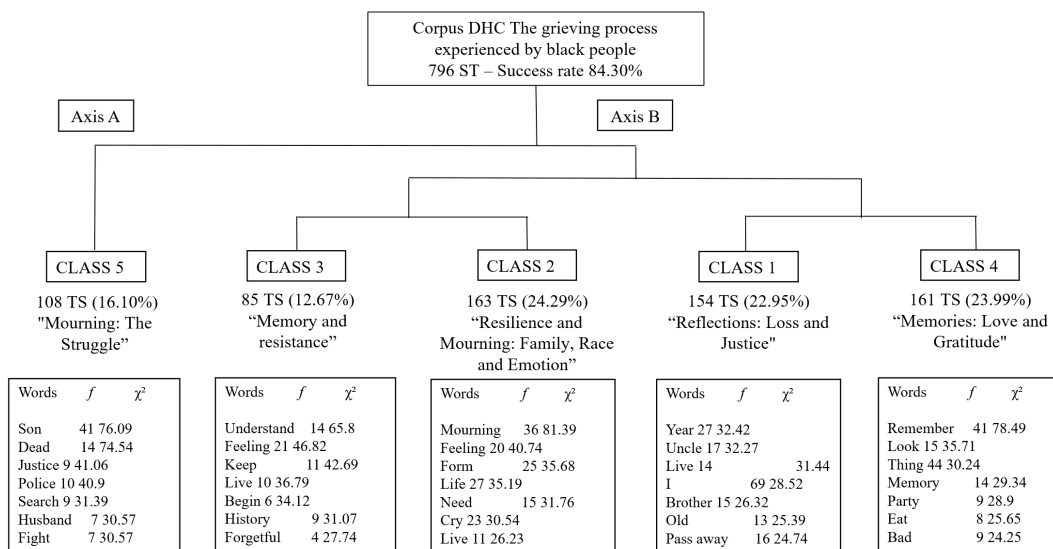 Corpus DHC The grieving process
experienced by black people
796 ST – Success rate 84.30%
Axis A
Axis B
CLASS 5
108 TS (16.10%)
"Mourning: The
Struggle”
Words f χ²
Son 41 76.09
Dead 14 74.54
Justice 9 41.06
Police 10 40.9
Search 9 31.39
Husband 7 30.57
Fight 7 30.57
CLASS 3
85 TS (12.67%)
“Memory and
resistance”
Words f χ²
Understand 14 65.8
Feeling 21 46.82
Keep 11 42.69
Live 10 36.79
Begin 6 34.12
History 9 31.07
Forgetful 4 27.74
CLASS 2
163 TS (24.29%)
“Resilience and
Mourning: Family, Race
and Emotion”
Words f χ²
Mourning 36 81.39
Feeling 20 40.74
Form 25 35.68
Life 27 35.19
Need 15 31.76
Cry 23 30.54
Live 11 26.23
CLASS 1
154 TS (22.95%)
“Reflections: Loss and
Justice"
Words f χ²
Year 27 32.42
Uncle 17 32.27
Live 14 31.44
I 69 28.52
Brother 15 26.32
Old 13 25.39
Pass away 16 24.74
CLASS 4
161 TS (23.99%)
“Memories: Love and
Gratitude"
Words f χ²
Remember 41 78.49
Look 15 35.71
Thing 44 30.24
Memory 14 29.34
Party 9 28.9
Eat 8 25.65
Bad 9 24.25